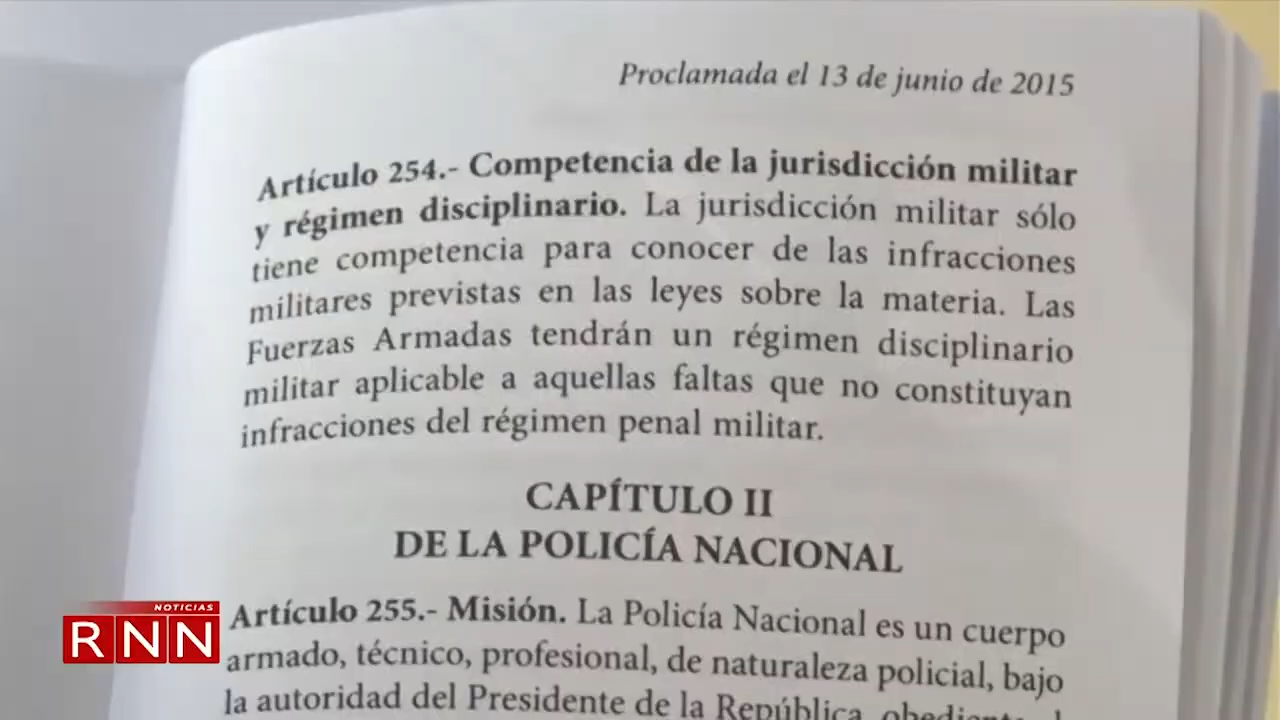 Proclamada el 13 de junio de 2015
Artículo 254.- Competencia de la jurisdicción militar
y régimen disciplinario. La jurisdicción militar sólo
tiene competencia para conocer de las infracciones
militares previstas en las leyes sobre la materia. Las
Fuerzas Armadas tendrán un régimen disciplinario
militar aplicable a aquellas faltas que no constituyan
infracciones del régimen penal militar.
CAPÍTULO II
DE LA POLICÍA NACIONAL
Artículo 255.- Misión. La Policía Nacional es un cuerpo
armado, técnico, profesional, de naturaleza policial, bajo
la autoridad del Presidente de la República,
NOTICIAS
RNN